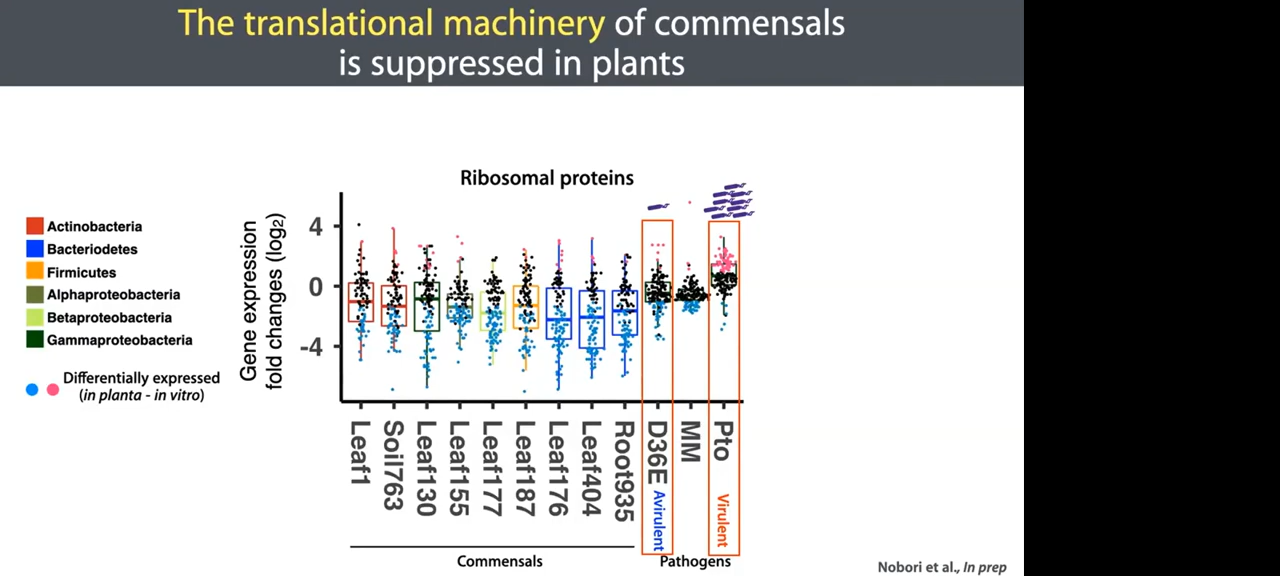 The translational machinery of commensals
is suppressed in plants
Ribosomal proteins
Actinobacteria
Bacteriodetes
Firmicutes
Alphaproteobacteria
Betaproteobacteria
Gammaproteobacteria
Differentially expressed
(in planta - in vitro)
Gene expression
fold changes (log2)
4
0
-4
Leaf1
Soil763
Leaf130
Leaf155
Leaf177
Leaf187
Leaf176
Leaf404
Root935
D36E Avirulent
MM
Pto Virulent
Commensals
Pathogens
Nobori et al., In prep